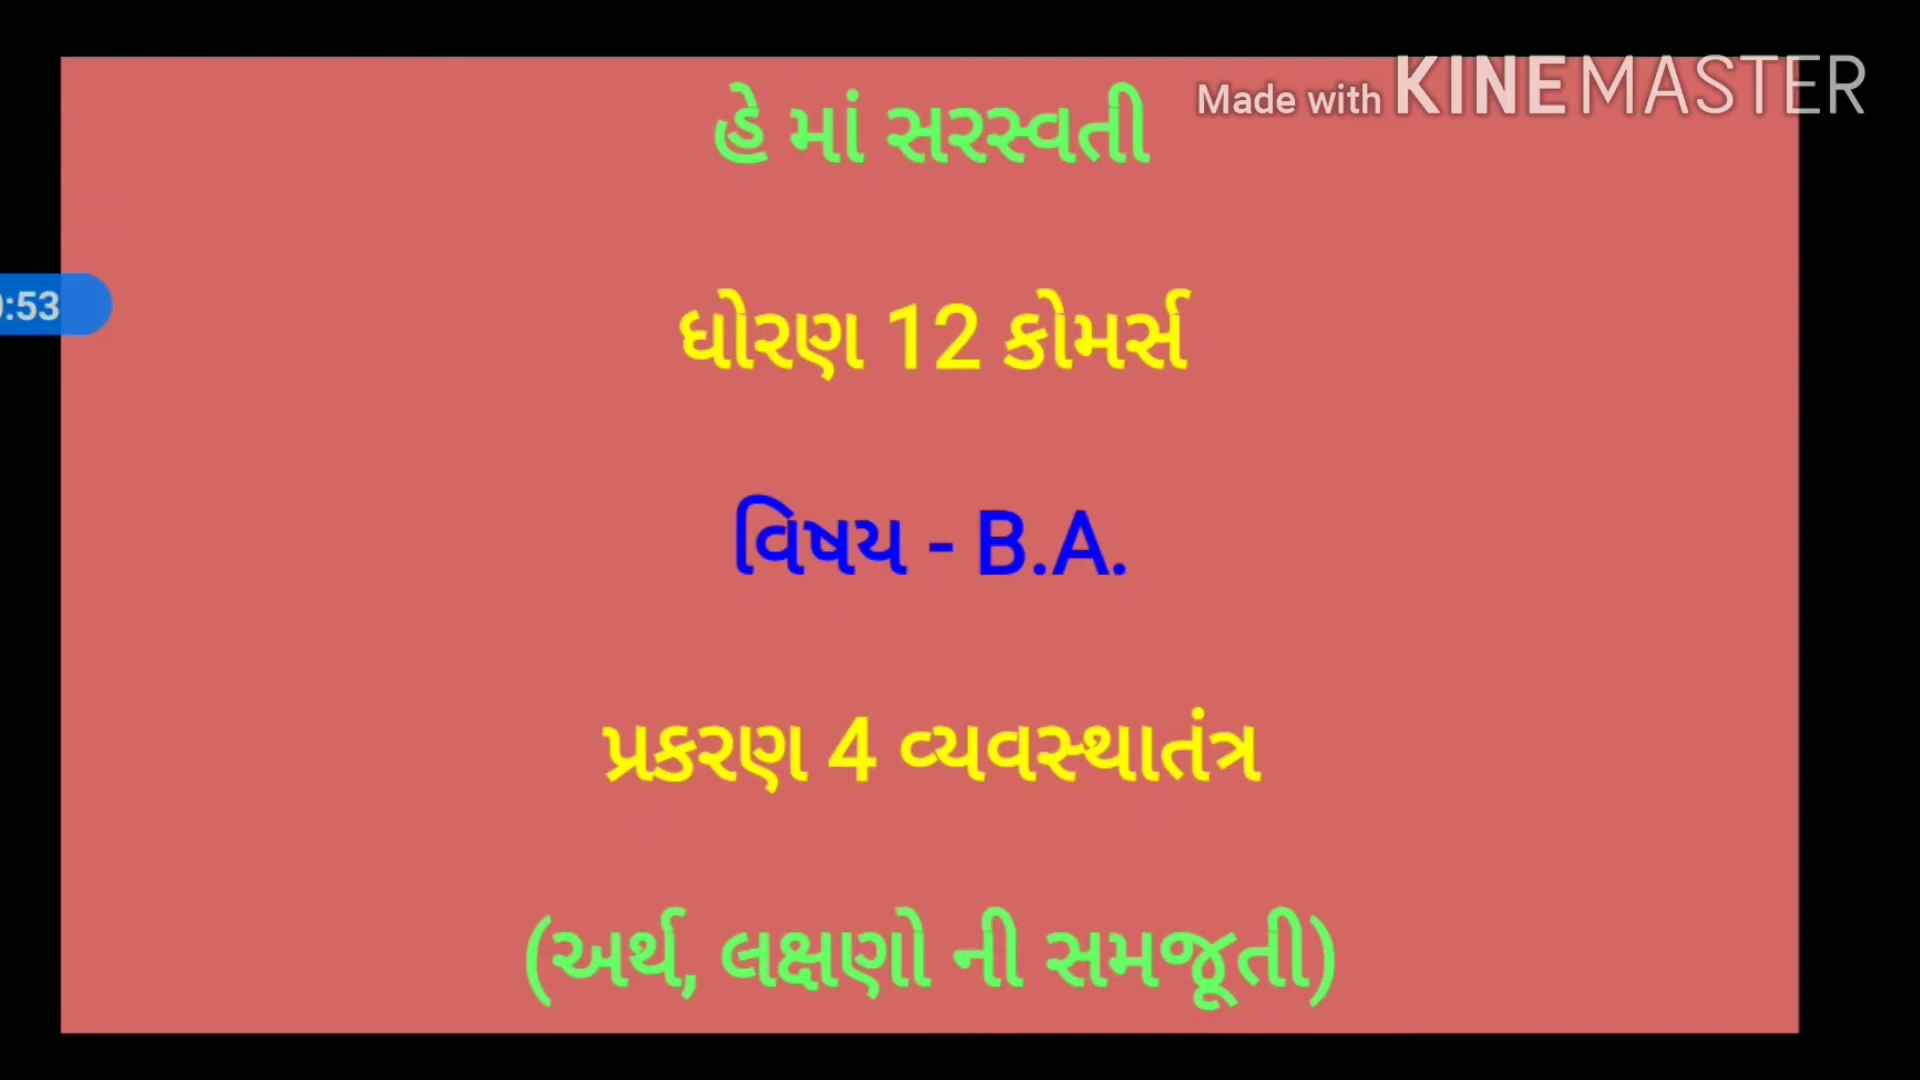 Made with KINEMASTER
હે માં સરસ્વતી
:53
ધોરણ 12 કોમર્સ
વિષય - B.A.
પ્રકરણ 4 વ્યવસ્થાતંત્ર
(અર્થ, લક્ષણો ની સમજૂતી)